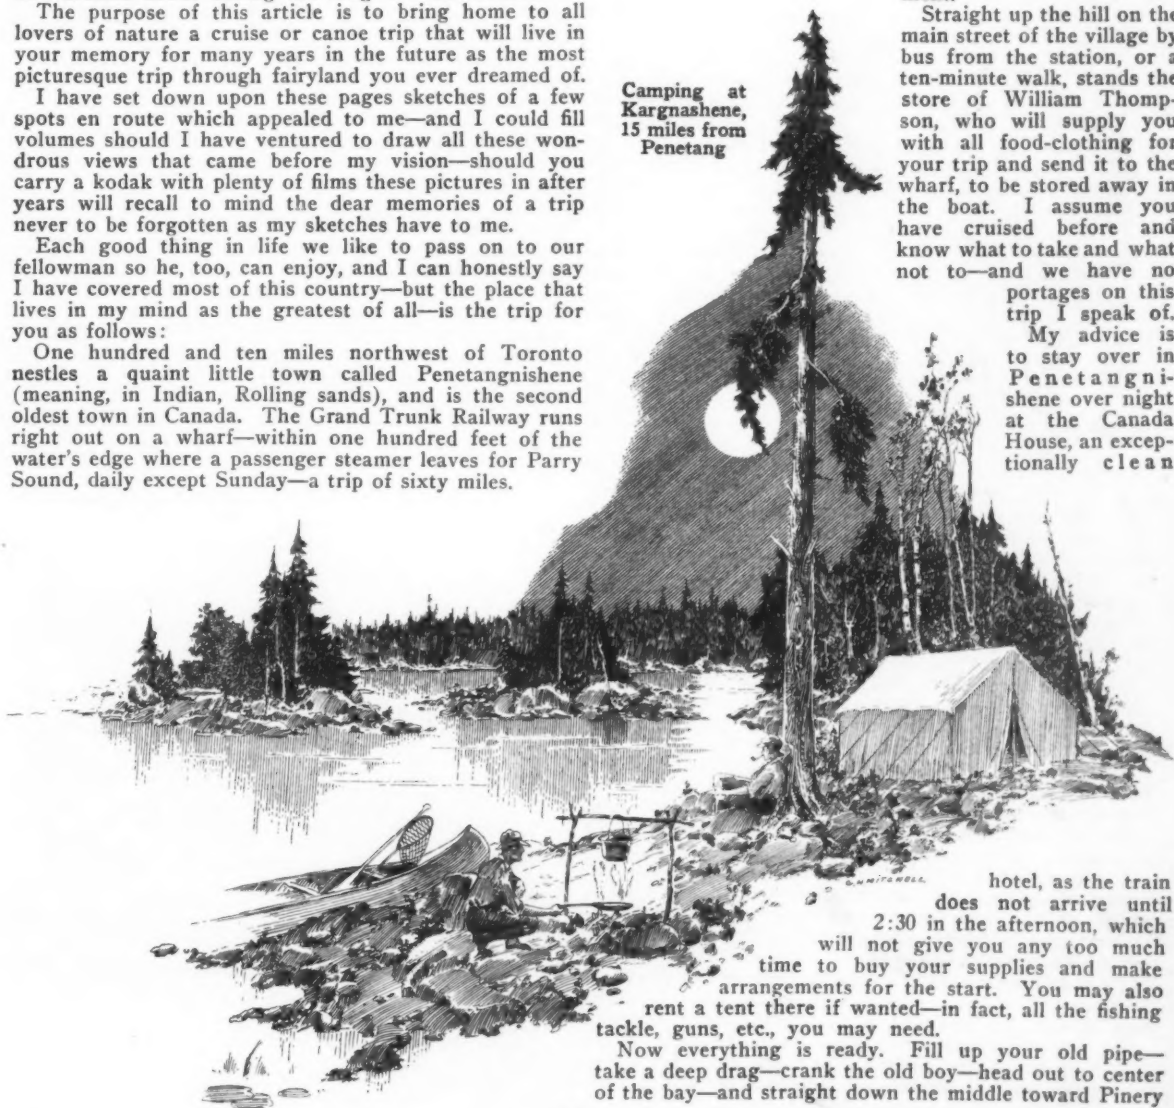 The purpose of this article is to bring home to all
lovers of nature a cruise or canoe trip that will live in
your memory for many years in the future as the most
picturesque trip through fairyland you ever dreamed of.
I have set down upon these pages sketches of a few
spots en route which appealed to me—and I could fill
volumes should I have ventured to draw all these won-
drous views that came before my vision—should you
carry a kodak with plenty of films these pictures in after
years will recall to mind the dear memories of a trip
never to be forgotten as my sketches have to me.
Each good thing in life we like to pass on to our
fellowman so he, too, can enjoy, and I can honestly say
I have covered most of this country—but the place that
lives in my mind as the greatest of all—is the trip for
you as follows:
One hundred and ten miles northwest of Toronto
nestles a quaint little town called Penetangnishene
(meaning, in Indian, Rolling sands), and is the second
oldest town in Canada. The Grand Trunk Railway runs
right out on a wharf—within one hundred feet of the
water's edge where a passenger steamer leaves for Parry
Sound, daily except Sunday—a trip of sixty miles.
Camping at
Kargnashene,
15 miles from
Penetang
Straight up the hill on the
main street of the village by
bus from the station, or a
ten-minute walk, stands the
store of William Thomp-
son, who will supply you
with all food-clothing for
your trip and send it to the
wharf, to be stored away in
the boat. I assume you
have cruised before and
know what to take and what
not to—and we have no
portages on this
trip I speak of.
My advice is
to stay over in
Penetangni-
shene over night
at the Canada
House, an excep-
tionally clean
hotel, as the train
does not arrive until
2:30 in the afternoon, which
will not give you any too much
time to buy your supplies and make
arrangements for the start. You may also
rent a tent there if wanted—in fact, all the fishing
tackle, guns, etc., you may need.
Now everything is ready. Fill up your old pipe—
take a deep drag—crank the old boy—head out to center
of the bay—and straight down the middle toward Pinery